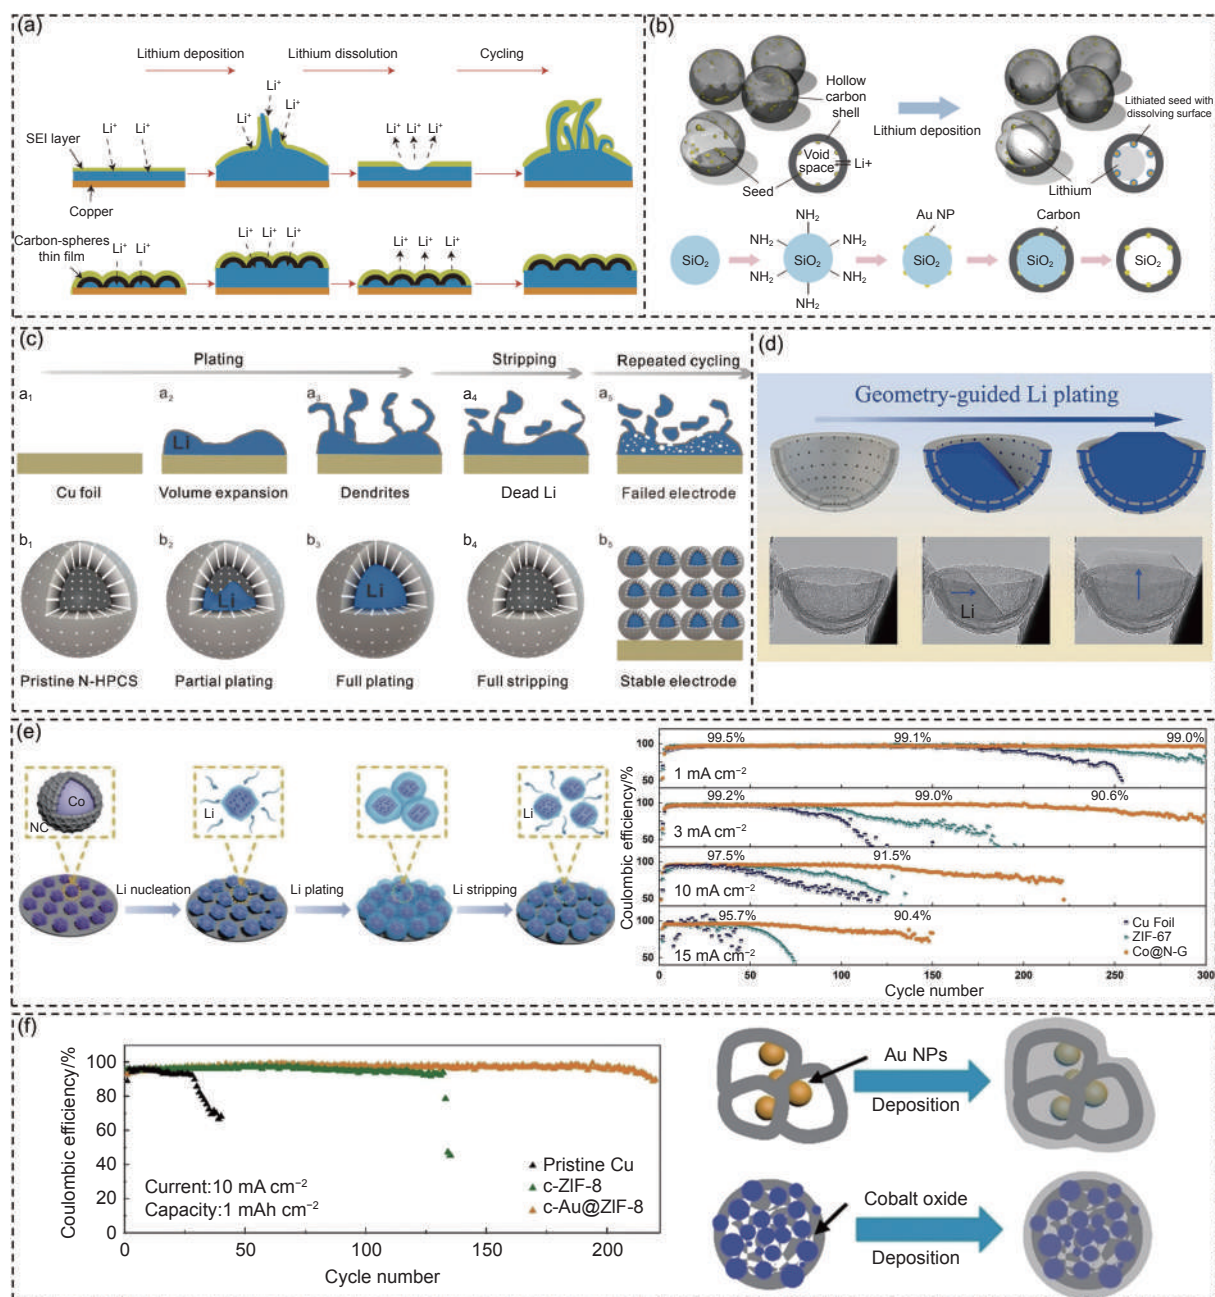 (a)
Lithium deposition
Lithium dissolution
Cycling
Li⁺
Li⁺
Li⁺
Li⁺
Li⁺
Li⁺
Li⁺
Li⁺
SEI layer
Copper
Carbon-spheres
thin film
Li⁺
Li⁺
Li⁺
Li⁺
Li⁺
Li⁺
Li⁺
Li⁺
(b)
Hollow
carbon
shell
Lithium deposition
Lithiated seed with
dissolving surface
Void
space
Li+
Seed
Lithium
NH₂
NH₂
NH₂
NH₂
NH₂
NH₂
Au NP
Carbon
SiO₂
SiO₂
SiO₂
SiO₂
SiO₂
(c)
Plating
Stripping
Repeated cycling
a₁
a₂
a₃
a₄
a₅
Li
Cu foil
Volume expansion
Dendrites
Dead Li
Failed electrode
b₁
b₂
b₃
b₄
b₅
Li
Li
Pristine N-HPCS
Partial plating
Full plating
Full stripping
Stable electrode
(d)
Geometry-guided Li plating
Li
(e)
Co
NC
Li
Li
Li nucleation
Li plating
Li stripping
Coulombic efficiency/%
100
50
99.5%
99.1%
99.0%
1 mA cm⁻²
100
50
99.2%
99.0%
90.6%
3 mA cm⁻²
100
50
97.5%
91.5%
10 mA cm⁻²
100
50
95.7%
90.4%
15 mA cm⁻²
Cu Foil
ZIF-67
Co@N-G
0
50
100
150
200
250
300
Cycle number
(f)
Coulombic efficiency/%
100
80
60
40
20
0
Current:10 mA cm⁻²
Capacity:1 mAh cm⁻²
Pristine Cu
c-ZIF-8
c-Au@ZIF-8
0
50
100
150
200
Cycle number
Au NPs
Deposition
Cobalt oxide
Deposition